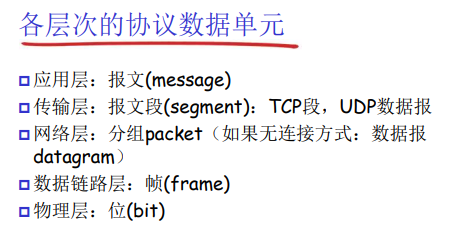 各层次的协议数据单元
应用层：报文(message)
传输层：报文段(segment)：TCP段，UDP数据报
网络层：分组packet（如果无连接方式：数据报
datagram）
数据链路层：帧(frame)
物理层：位(bit)